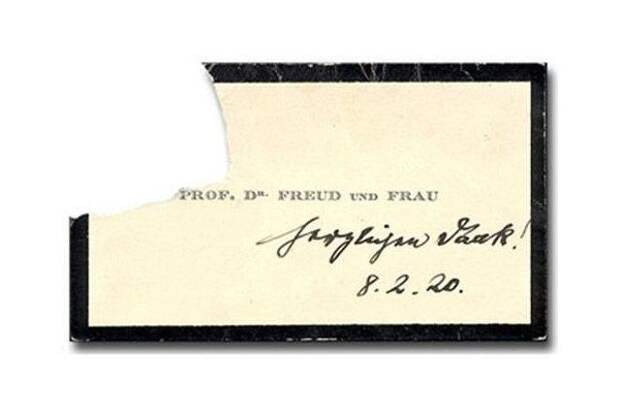 PROF. DR. FREUD UND FRAU
Herzlichen Dank!
8.2.20.